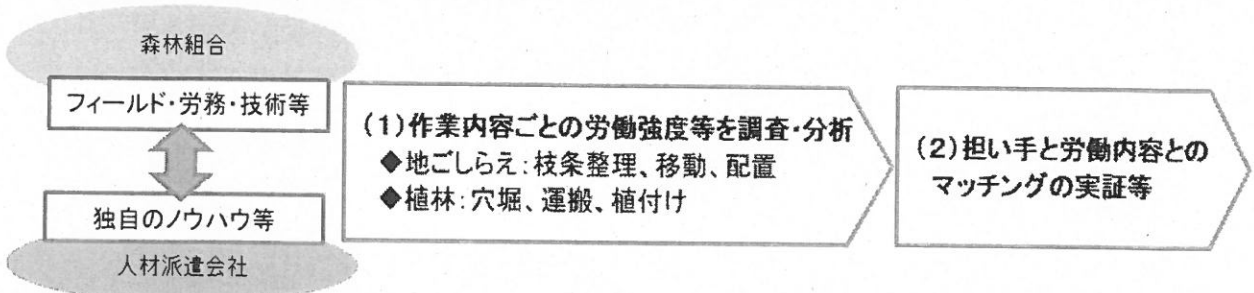 森林組合
フィールド・労務・技術等
独自のノウハウ等
人材派遣会社
(1)作業内容ごとの労働強度等を調査・分析
◆地ごしらえ:枝条整理、移動、配置
◆植林:穴堀、運搬、植付け
(2)担い手と労働内容との
マッチングの実証等